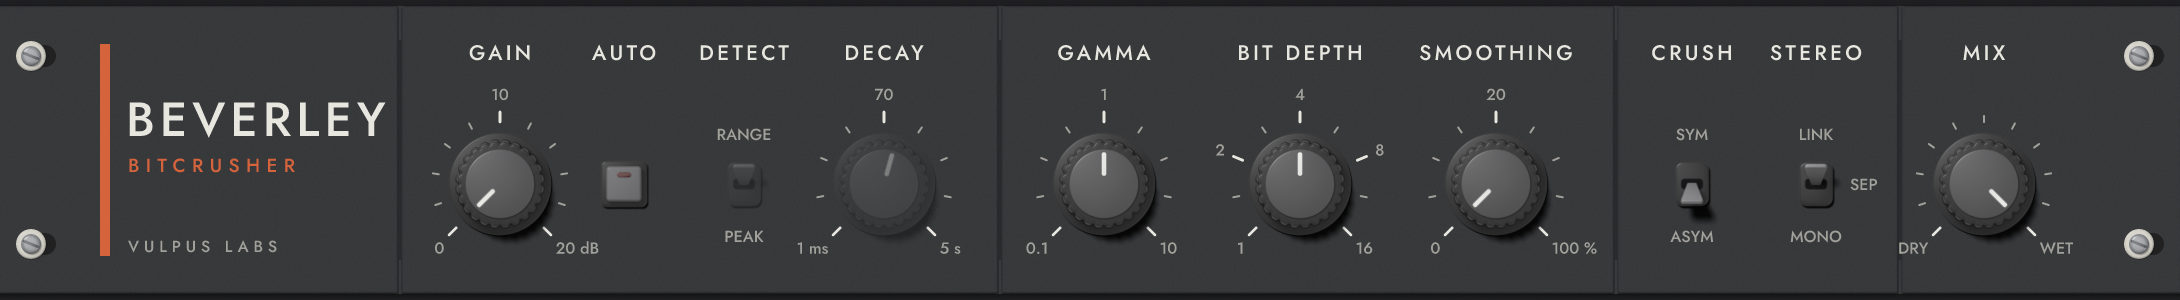 BEVERLEY
BITCRUSHER
VULPUS LABS
GAIN
10
0
20 dB
AUTO
DETECT
RANGE
PEAK
DECAY
70
1 ms
5 s
GAMMA
1
0.1
10
BIT DEPTH
4
2
8
1
16
SMOOTHING
20
0
100 %
CRUSH
SYM
ASYM
STEREO
LINK
SEP
MONO
MIX
DRY
WET